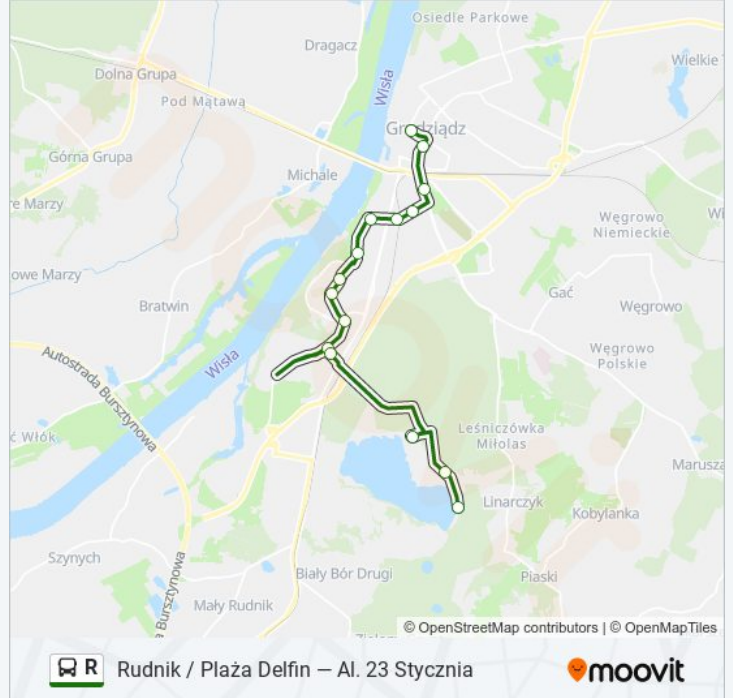 Osiedle Parkowe
Dragacz
Wielkie
Dolna Grupa
Wisła
Pod Mątawą
Grudziądz
Górna Grupa
Michale
re Marzy
Węgrowo
Niemieckie
owe Marzy
Gać
Bratwin
Węgrowo
Węgrowo
Polskie
Wisła
Autostrada Bursztynowa
ć Włók
Leśniczówka
Miłolas
Marusza
Linarczyk
Kobylanka
Szynych
Biały Bór Drugi
Piaski
a Bursztynowa
Mały Rudnik
© OpenStreetMap contributors | © OpenMapTiles
R Rudnik / Plaża Delfin — Al. 23 Stycznia
moovit